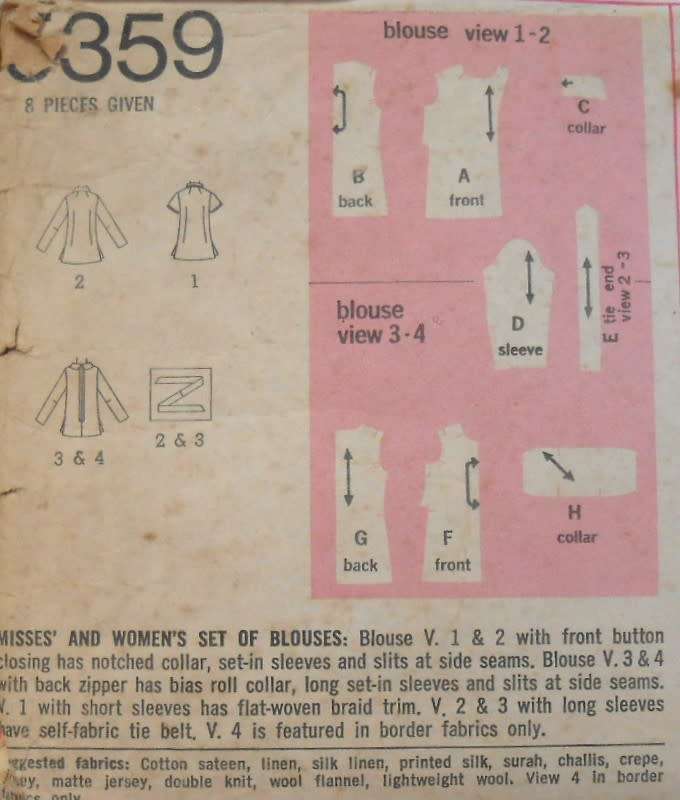 359
8 PIECES GIVEN
2
1
3 & 4
2 & 3
blouse view 1-2
B
back
A
front
C
collar
D
sleeve
E tie end
view 2-3
blouse
view 3-4
G
back
F
front
H
collar
MISSES' AND WOMEN'S SET OF BLOUSES: Blouse V. 1 & 2 with front button
closing has notched collar, set-in sleeves and slits at side seams. Blouse V. 3 & 4
with back zipper has bias roll collar, long set-in sleeves and slits at side seams.
V. 1 with short sleeves has flat-woven braid trim. V. 2 & 3 with long sleeves
have self-fabric tie belt. V. 4 is featured in border fabrics only.
Suggested fabrics: Cotton sateen, linen, silk linen, printed silk, surah, challis, crepe,
matte jersey, double knit, wool flannel, lightweight wool. View 4 in border
fabrics only.